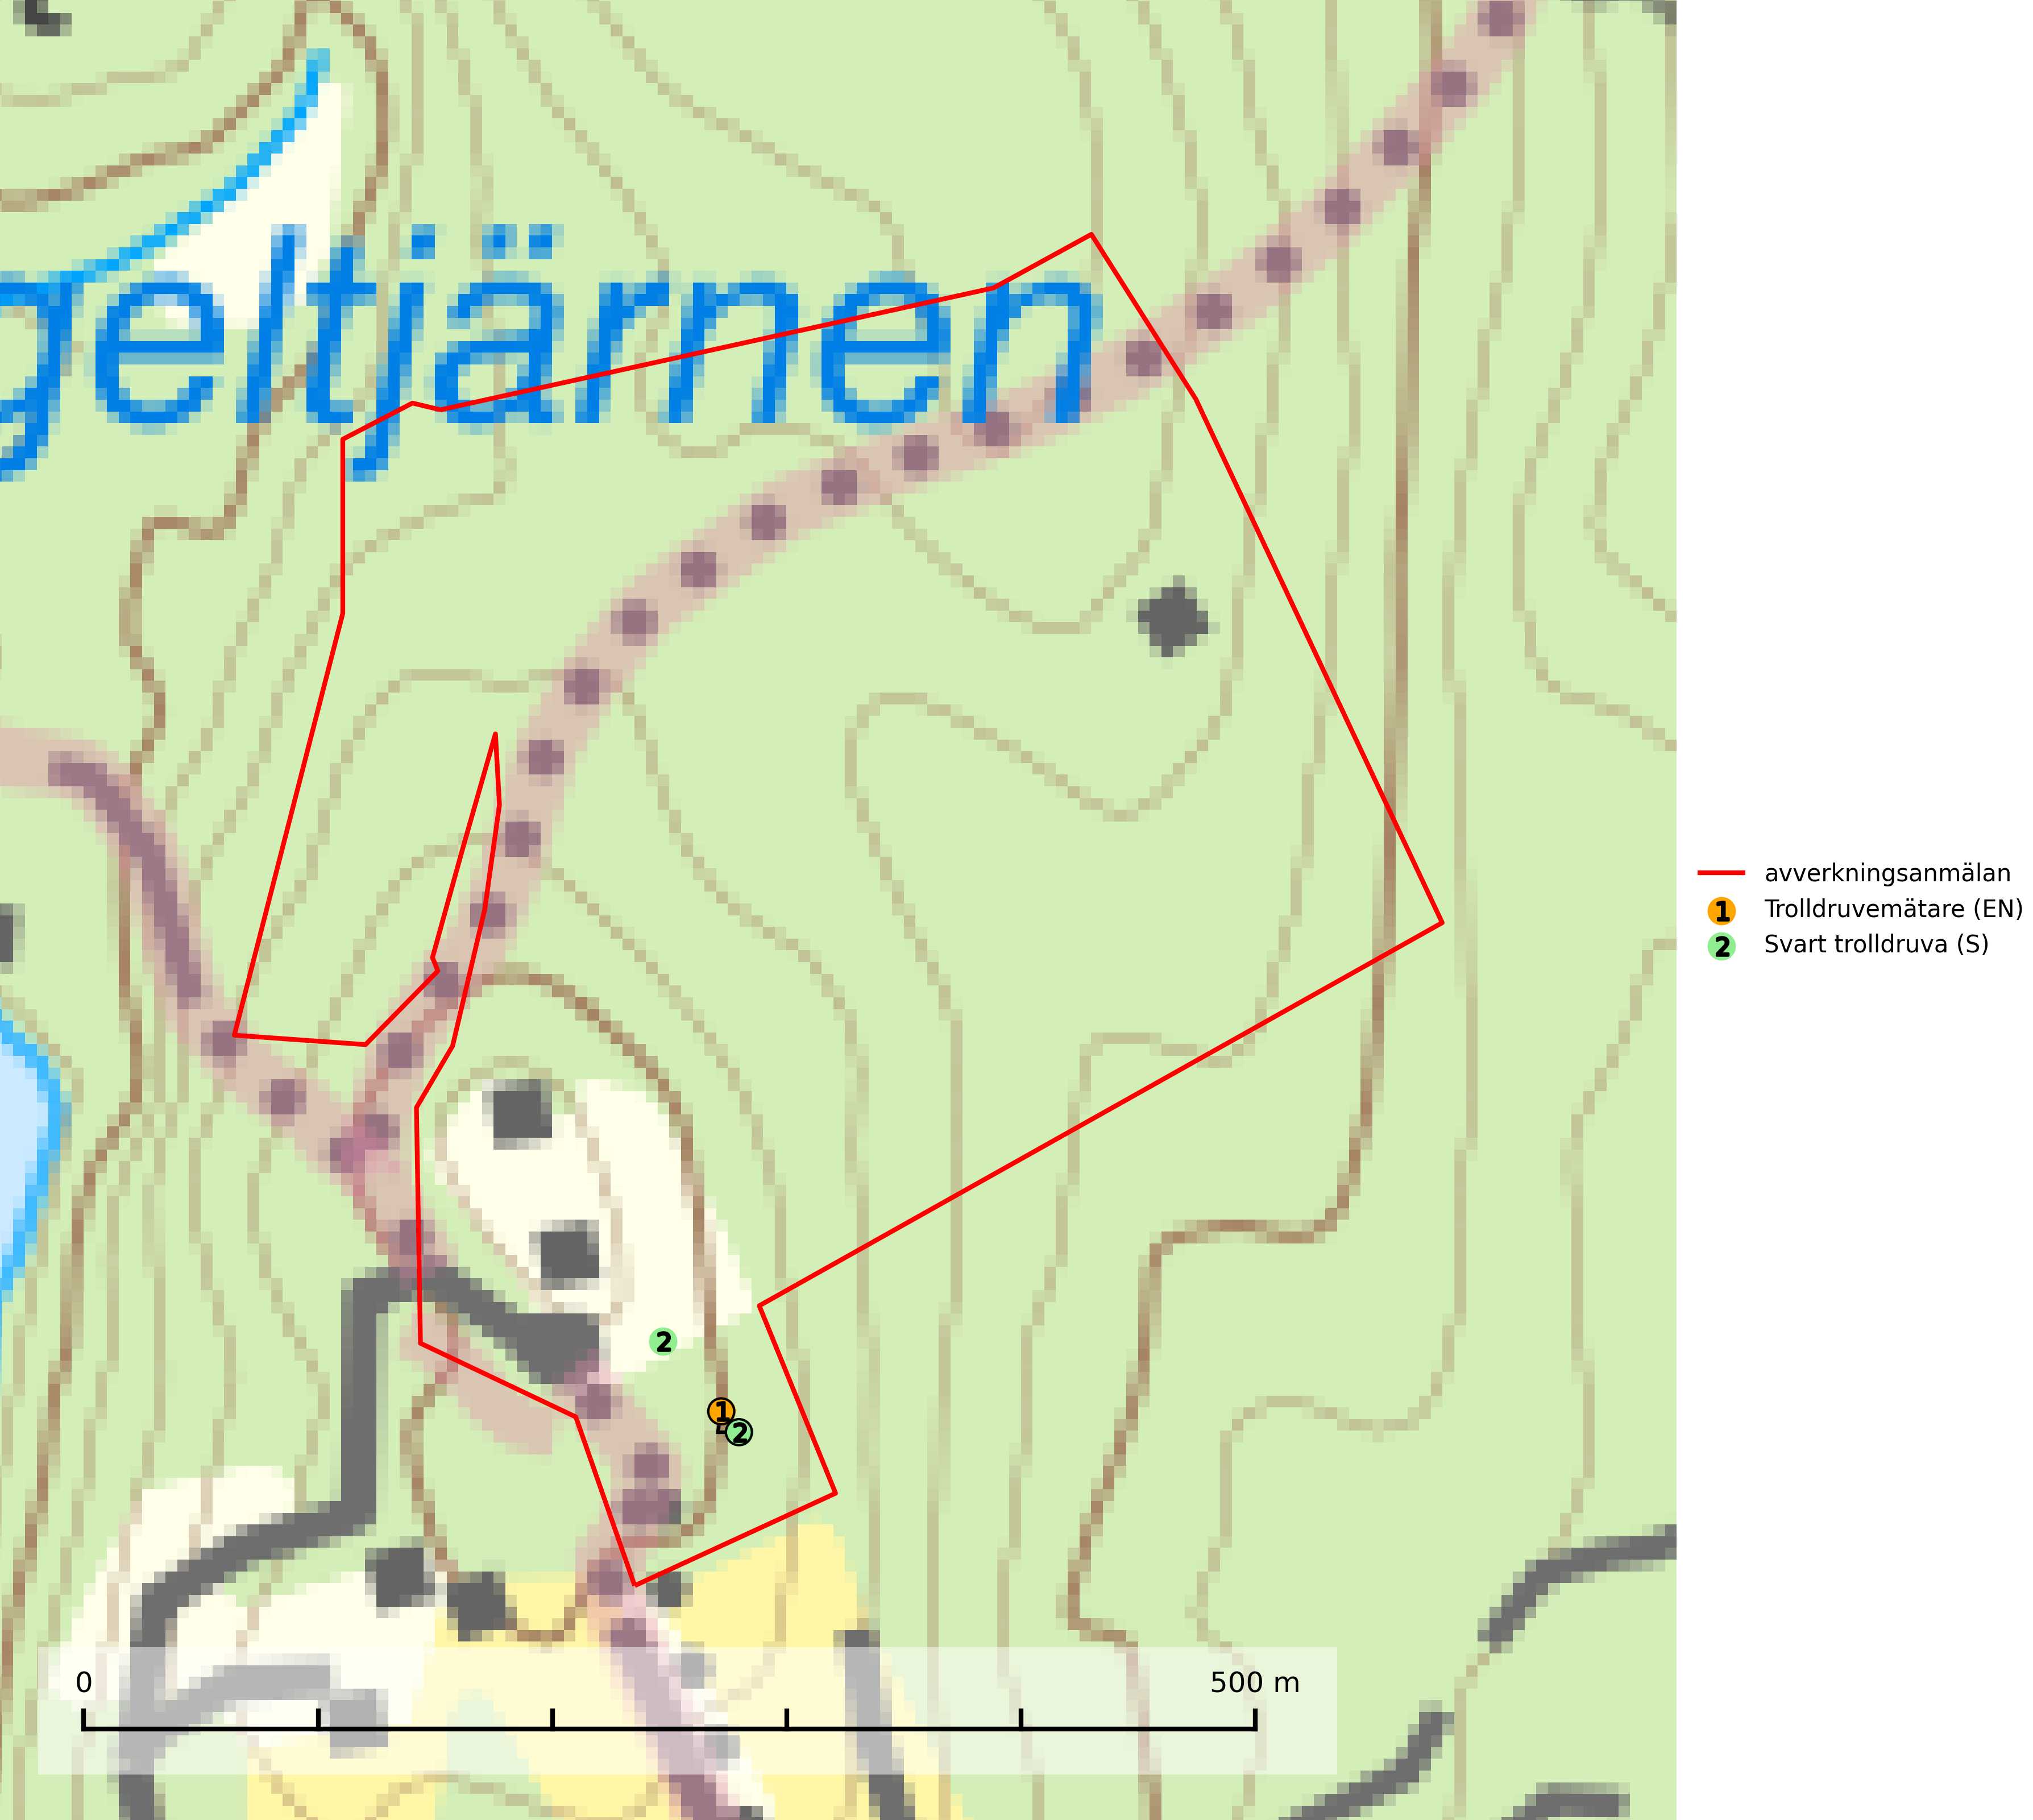 geltjärnen
avverkningsanmälan
1 Trolldruvemätare (EN)
2 Svart trolldruva (S)
2
1
2
0 500 m